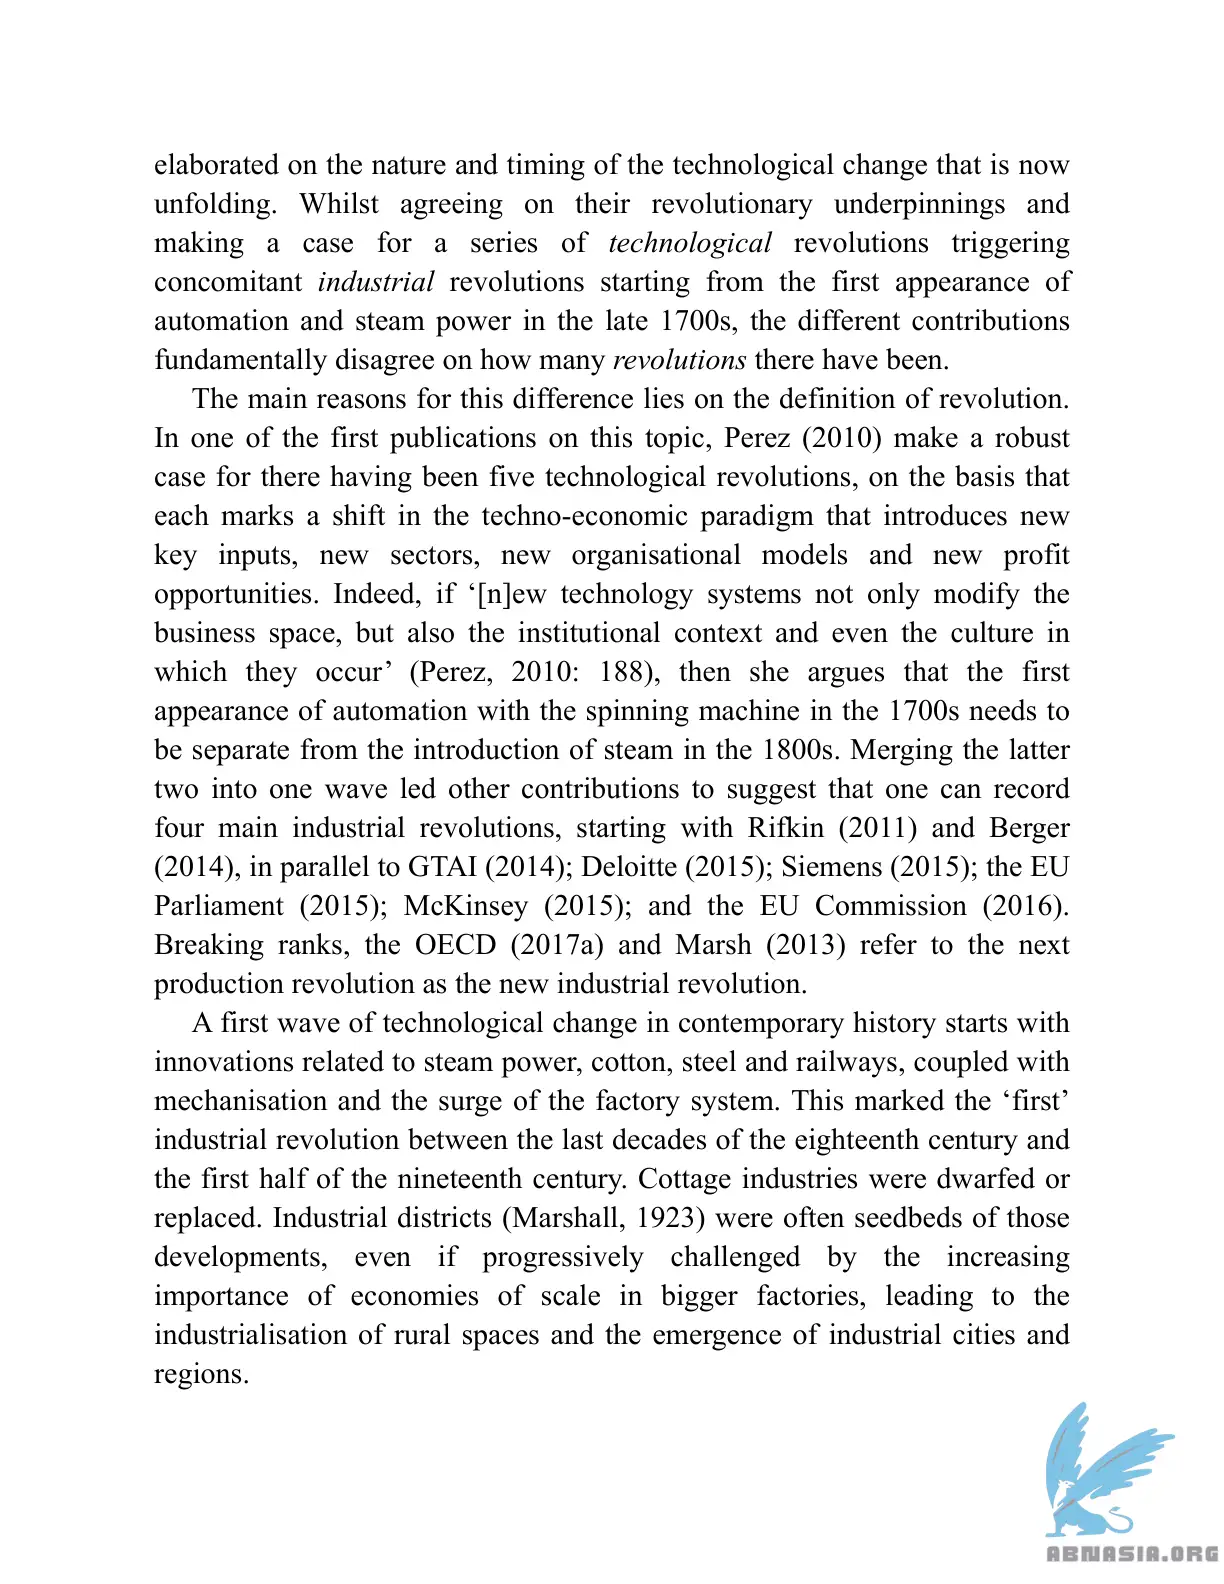 elaborated on the nature and timing of the technological change that is now
unfolding. Whilst agreeing on their revolutionary underpinnings and
making a case for a series of technological revolutions triggering
concomitant industrial revolutions starting from the first appearance of
automation and steam power in the late 1700s, the different contributions
fundamentally disagree on how many revolutions there have been.
The main reasons for this difference lies on the definition of revolution.
In one of the first publications on this topic, Perez (2010) make a robust
case for there having been five technological revolutions, on the basis that
each marks a shift in the techno-economic paradigm that introduces new
key inputs, new sectors, new organisational models and new profit
opportunities. Indeed, if ‘[n]ew technology systems not only modify the
business space, but also the institutional context and even the culture in
which they occur’ (Perez, 2010: 188), then she argues that the first
appearance of automation with the spinning machine in the 1700s needs to
be separate from the introduction of steam in the 1800s. Merging the latter
two into one wave led other contributions to suggest that one can record
four main industrial revolutions, starting with Rifkin (2011) and Berger
(2014), in parallel to GTAI (2014); Deloitte (2015); Siemens (2015); the EU
Parliament (2015); McKinsey (2015); and the EU Commission (2016).
Breaking ranks, the OECD (2017a) and Marsh (2013) refer to the next
production revolution as the new industrial revolution.
A first wave of technological change in contemporary history starts with
innovations related to steam power, cotton, steel and railways, coupled with
mechanisation and the surge of the factory system. This marked the ‘first’
industrial revolution between the last decades of the eighteenth century and
the first half of the nineteenth century. Cottage industries were dwarfed or
replaced. Industrial districts (Marshall, 1923) were often seedbeds of those
developments, even if progressively challenged by the increasing
importance of economies of scale in bigger factories, leading to the
industrialisation of rural spaces and the emergence of industrial cities and
regions.
ABNASIA.ORG